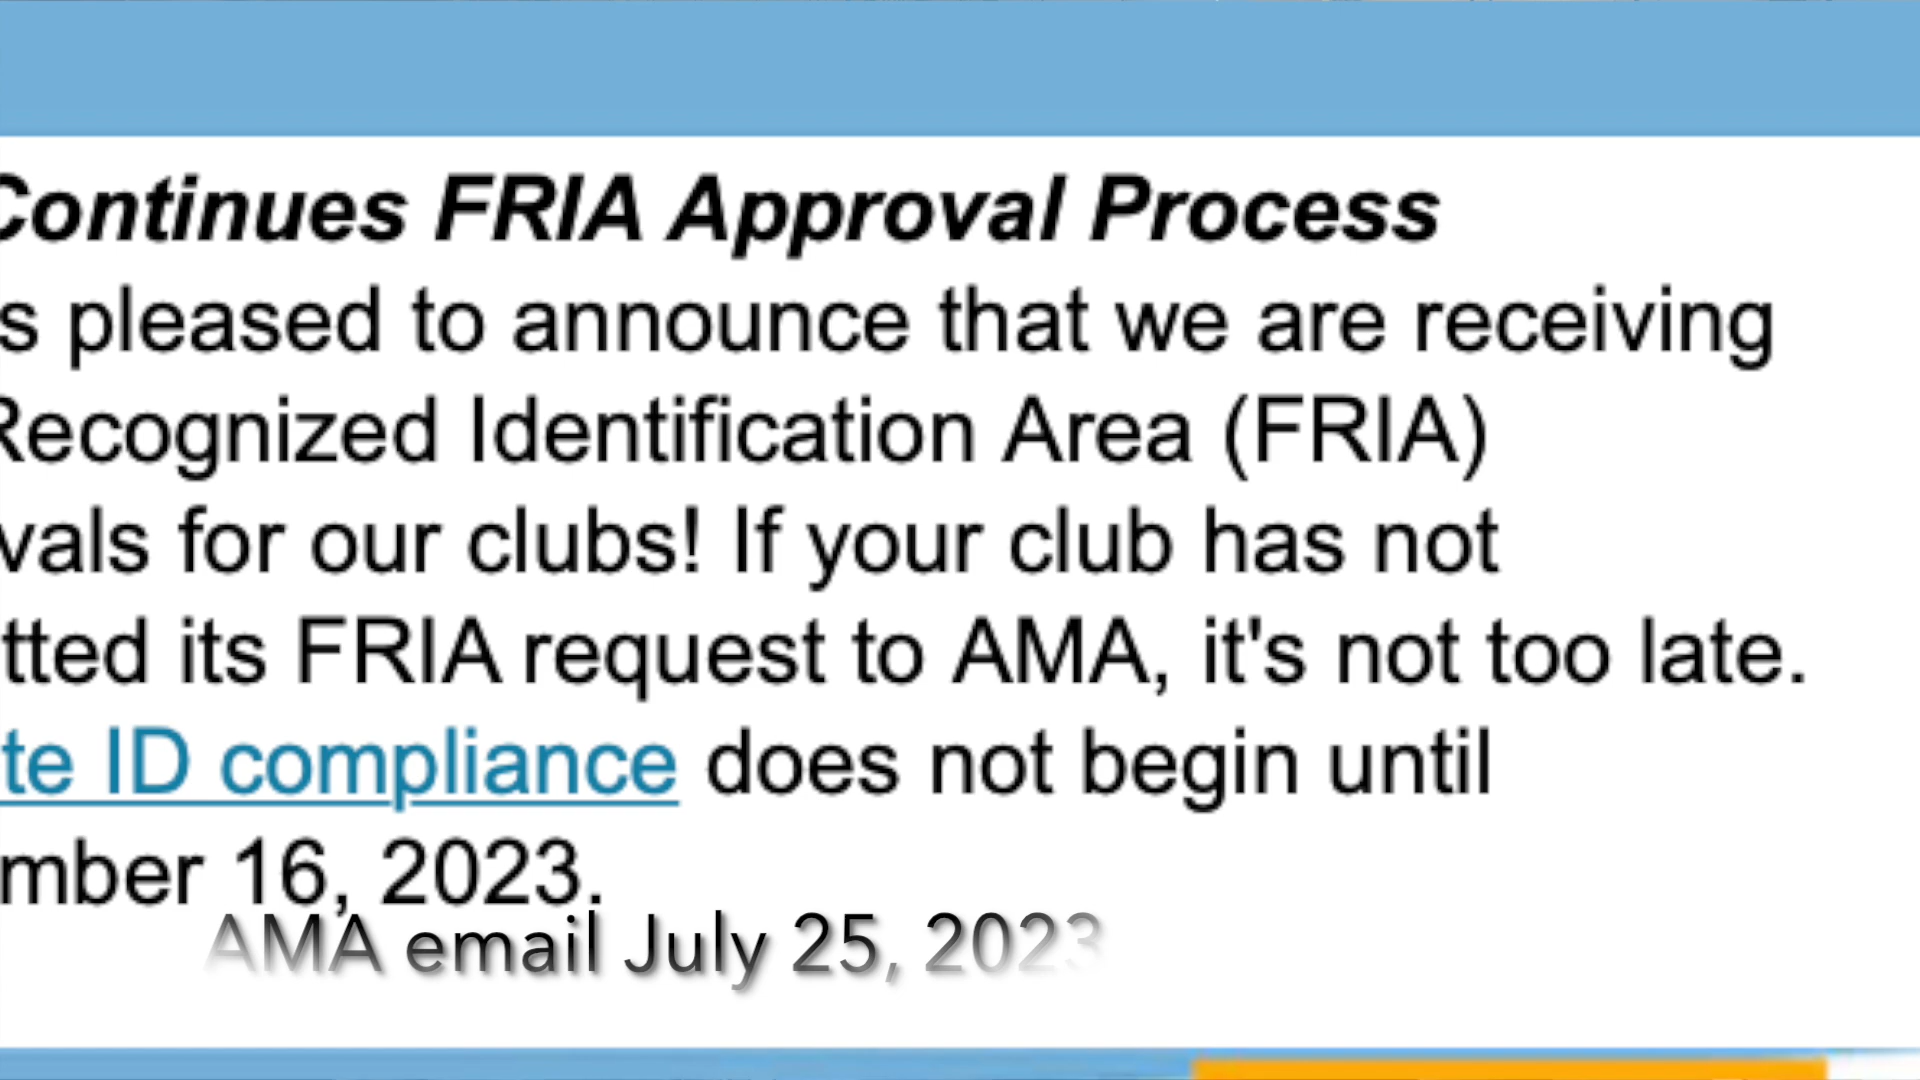 Continues FRIA Approval Process
s pleased to announce that we are receiving
Recognized Identification Area (FRIA)
vals for our clubs! If your club has not
tted its FRIA request to AMA, it's not too late.
te ID compliance does not begin until
mber 16, 2023.
AMA email July 25, 2023